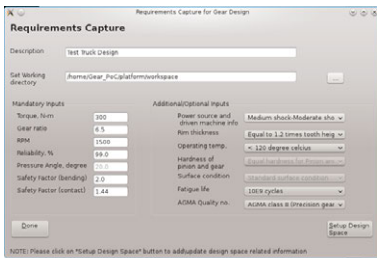 Requirements Capture for Gear Design
Requirements Capture
Description
Test Truck Design
Set Working directory
/home/Gear_PoC/platform/workspace
...
Mandatory Inputs
Torque, N-m 300
Gear ratio 6.5
RPM 1500
Reliability, % 99.0
Pressure Angle, degree 20.0
Safety Factor (bending) 2.0
Safety Factor (contact) 1.44
Additional/Optional inputs
Power source and driven machine info Medium shock-Moderate sho
Rim thickness Equal to 1.2 times tooth heig
Operating temp. < 120 degree celcius
Hardness of pinion and gear Equal hardness for Pinion an
Surface condition Standard surface condition
Fatigue life 10E9 cycles
AGMA Quality no. AGMA class 8 (Precision gear
Done
Setup Design Space
NOTE: Please click on "Setup Design Space" button to add/update design space related information